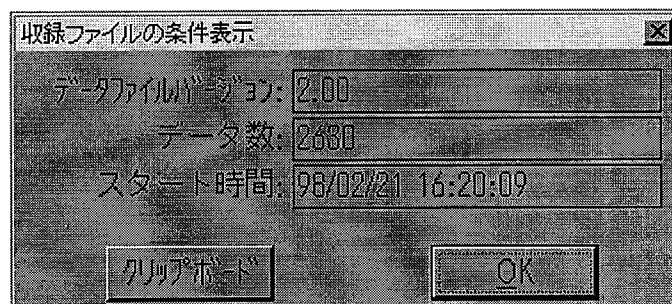 収録ファイルの条件表示
ﾃﾞｰﾀﾌｧｲﾙﾊﾞｰｼﾞｮﾝ: 2.00
データ数: 2680
スタート時間: 98/02/21 16:20:09
ｸﾘｯﾌﾟﾎﾞｰﾄﾞ OK